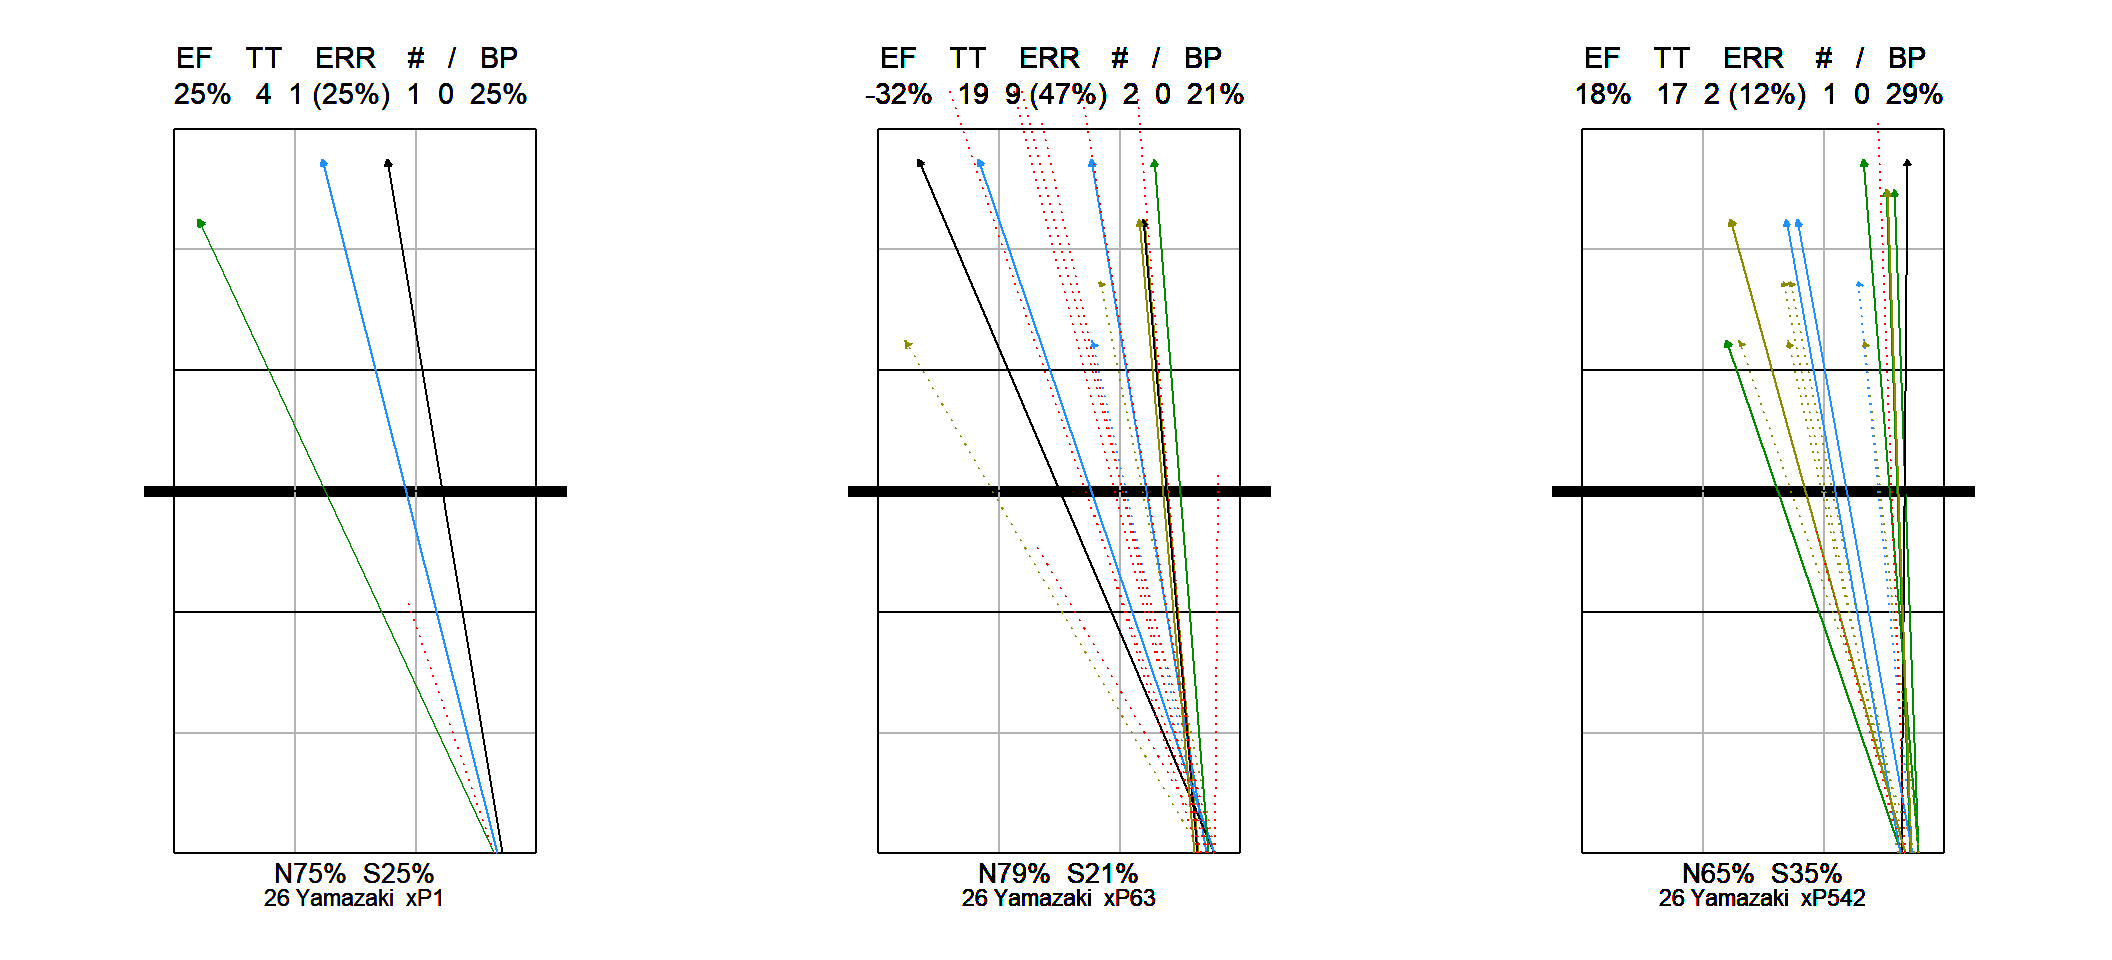 EF TT ERR # / BP
25% 4 1 (25%) 1 0 25%
N75% S25%
26 Yamazaki xP1
EF TT ERR # / BP
-32% 19 9 (47%) 2 0 21%
N79% S21%
26 Yamazaki xP63
EF TT ERR # / BP
18% 17 2 (12%) 1 0 29%
N65% S35%
26 Yamazaki xP542